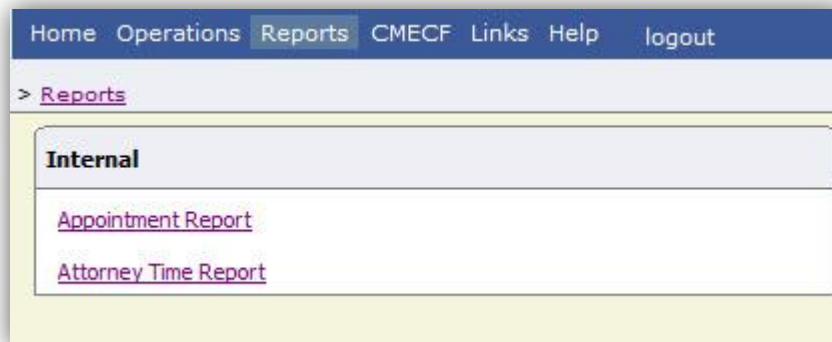 Home Operations Reports CMECF Links Help logout
> Reports
Internal
Appointment Report
Attorney Time Report